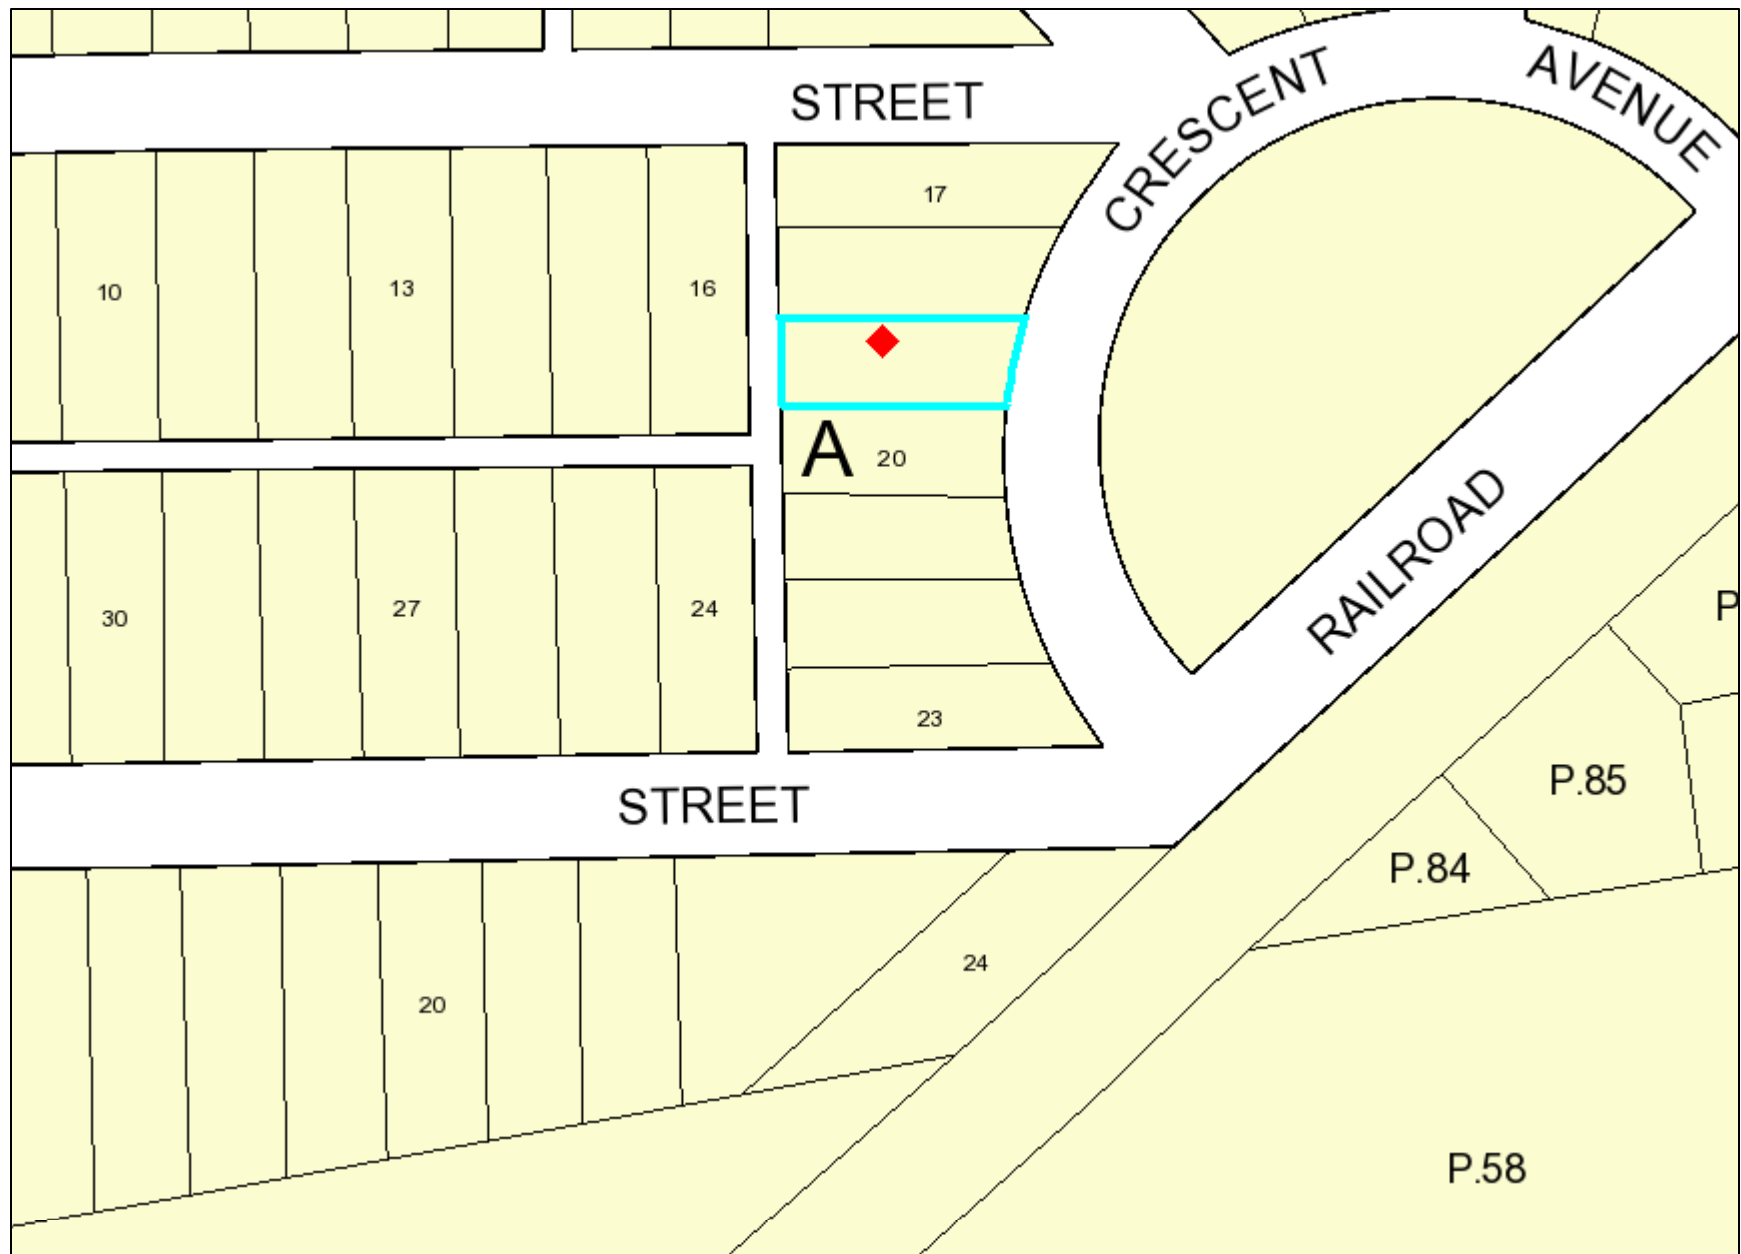 STREET
CRESCENT
AVENUE
17
10
13
16
A
20
RAILROAD
30
27
24
P
23
P.85
STREET
P.84
24
20
P.58